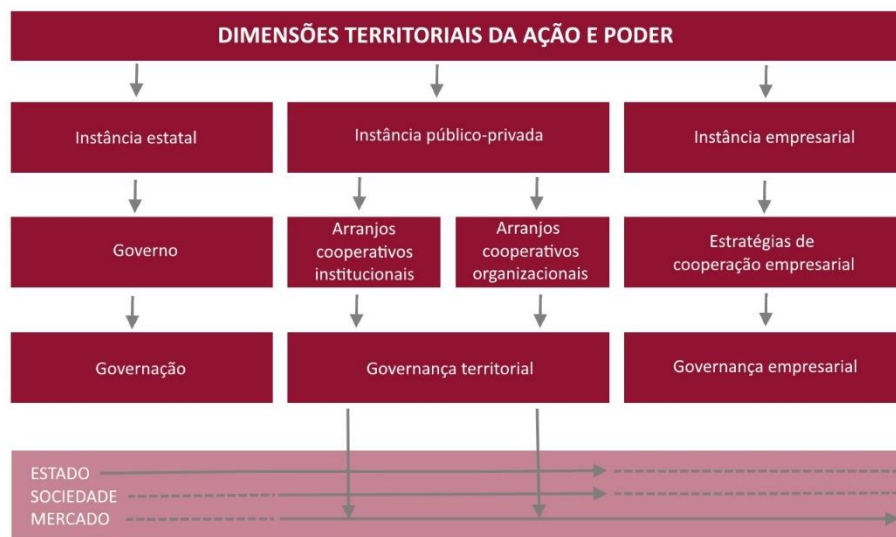 DIMENSÕES TERRITORIAIS DA AÇÃO E PODER
Instância estatal
Instância público-privada
Instância empresarial
Governo
Arranjos
cooperativos
institucionais
Arranjos
cooperativos
organizacionais
Estratégias de
cooperação empresarial
Governação
Governança territorial
Governança empresarial
ESTADO
SOCIEDADE
MERCADO